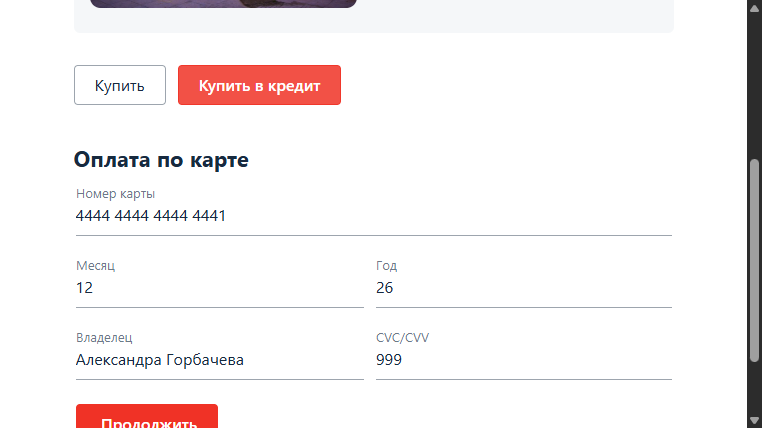 Купить
Купить в кредит
Оплата по карте
Номер карты
4444 4444 4444 4441
Месяц
Год
12
26
Владелец
CVC/CVV
Александра Горбачева
999
Продолжить